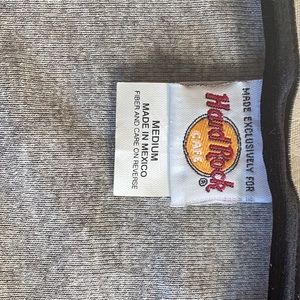 MADE EXCLUSIVELY FOR
Hard Rock
CAFE
®
MEDIUM
MADE IN MEXICO
FIBER AND CARE ON REVERSE